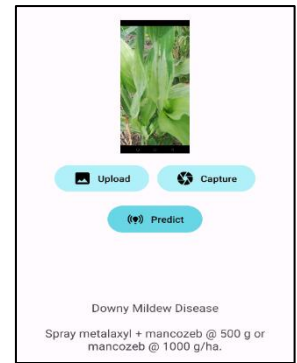 Upload
Capture
Predict
Downy Mildew Disease
Spray metalaxyl + mancozeb @ 500 g or
mancozeb @ 1000 g/ha.